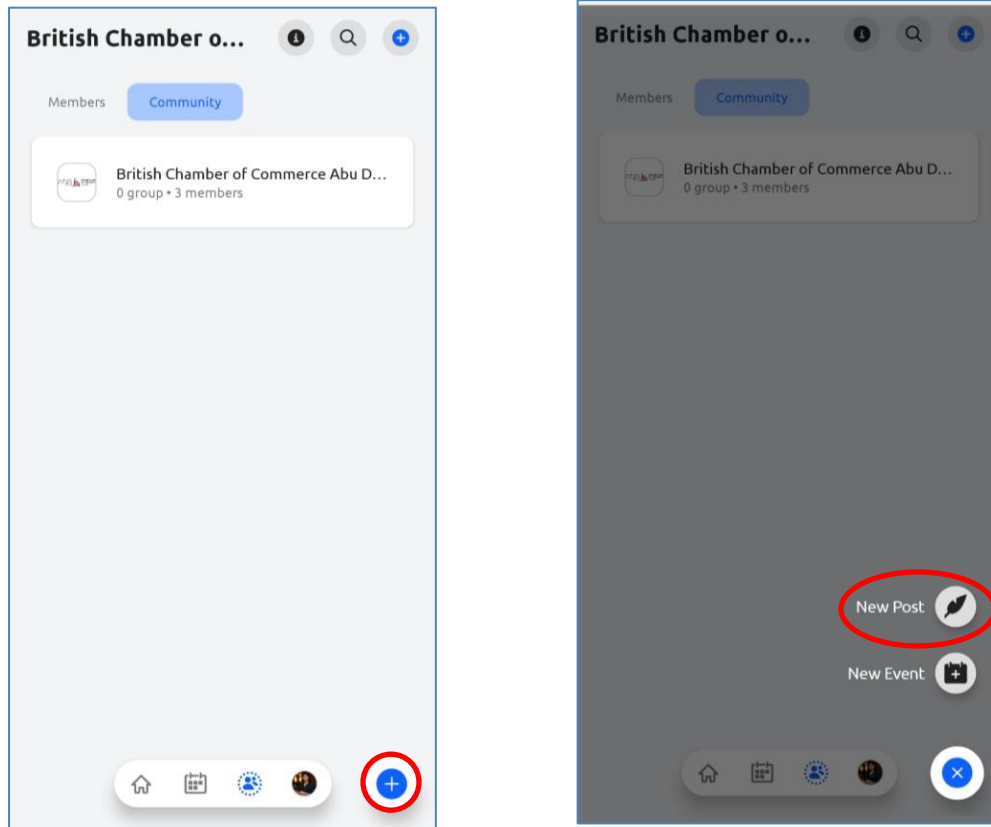 British Chamber o...
Members
Community
British Chamber of Commerce Abu D...
0 group • 3 members
British Chamber o...
Members
Community
British Chamber of Commerce Abu D...
0 group • 3 members
New Post
New Event